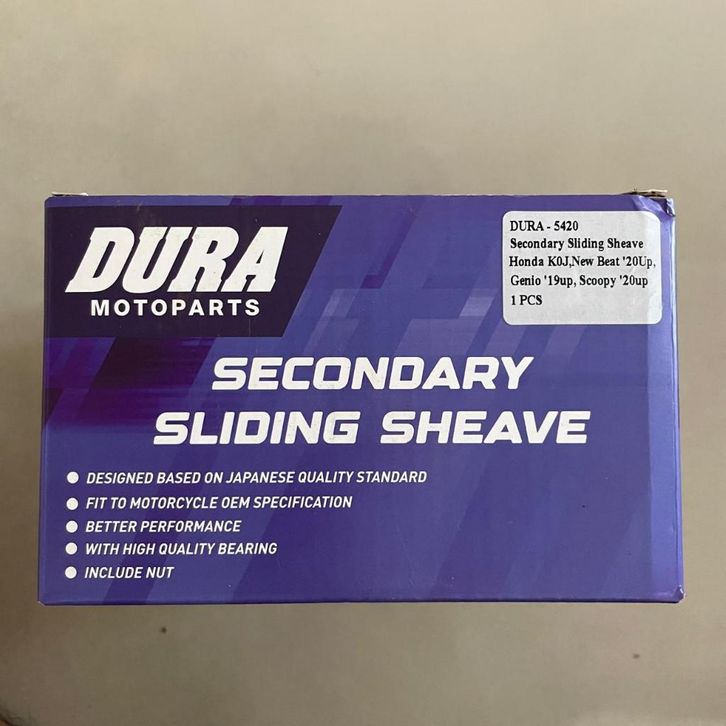 DURA
MOTOPARTS
DURA - 5420
Secondary Sliding Sheave
Honda K0J,New Beat '20Up,
Genio '19up, Scoopy '20up
1 PCS
SECONDARY
SLIDING SHEAVE
DESIGNED BASED ON JAPANESE QUALITY STANDARD
FIT TO MOTORCYCLE OEM SPECIFICATION
BETTER PERFORMANCE
WITH HIGH QUALITY BEARING
INCLUDE NUT